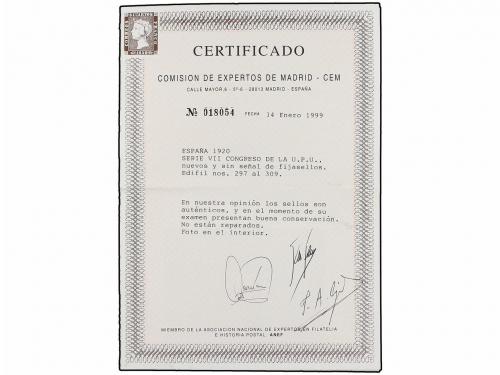 CERTIFICADO
COMISION DE EXPERTOS DE MADRID - CEM
CALLE MAYOR, 6 - 5º-6 - 28013 MADRID - ESPAÑA
№ 018054 FECHA 14 Enero 1999
ESPAÑA 1920
SERIE VII CONGRESO DE LA U.P.U.,
nuevos y sin señal de fijasellos.
Edifil nos. 297 al 309.
En nuestra opinión los sellos son
auténticos, y en el momento de su
examen presentan buena conservación.
No están reparados.
Foto en el interior.
MIEMBRO DE LA ASOCIACION NACIONAL DE EXPERTOS EN FILATELIA
E HISTORIA POSTAL. ANEF